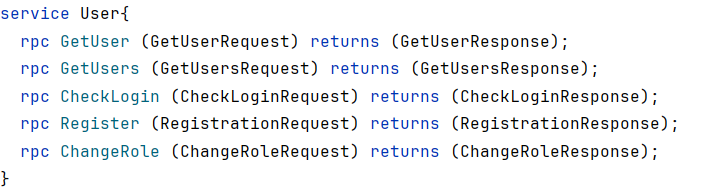 service User{
  rpc GetUser (GetUserRequest) returns (GetUserResponse);
  rpc GetUsers (GetUsersRequest) returns (GetUsersResponse);
  rpc CheckLogin (CheckLoginRequest) returns (CheckLoginResponse);
  rpc Register (RegistrationRequest) returns (RegistrationResponse);
  rpc ChangeRole (ChangeRoleRequest) returns (ChangeRoleResponse);
}